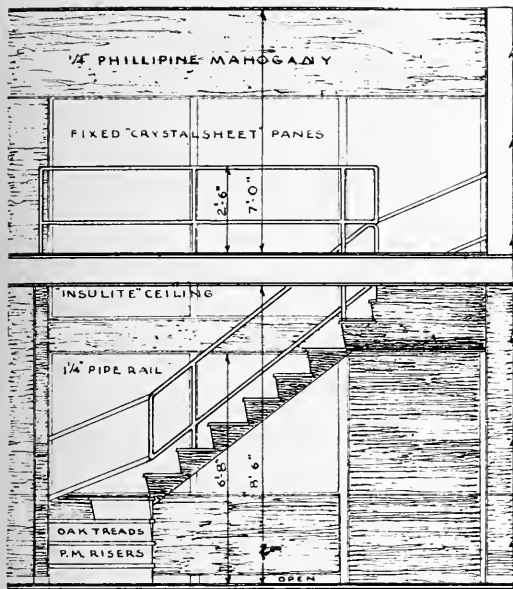 1/4" PHILLIPINE MAHOGANY
FIXED "CRYSTALSHEET" PANES
2'-6"
7'-0"
"INSULITE" CEILING
1 1/4" PIPE RAIL
6'-8"
8'-6"
OAK TREADS
P.M. RISERS
OPEN